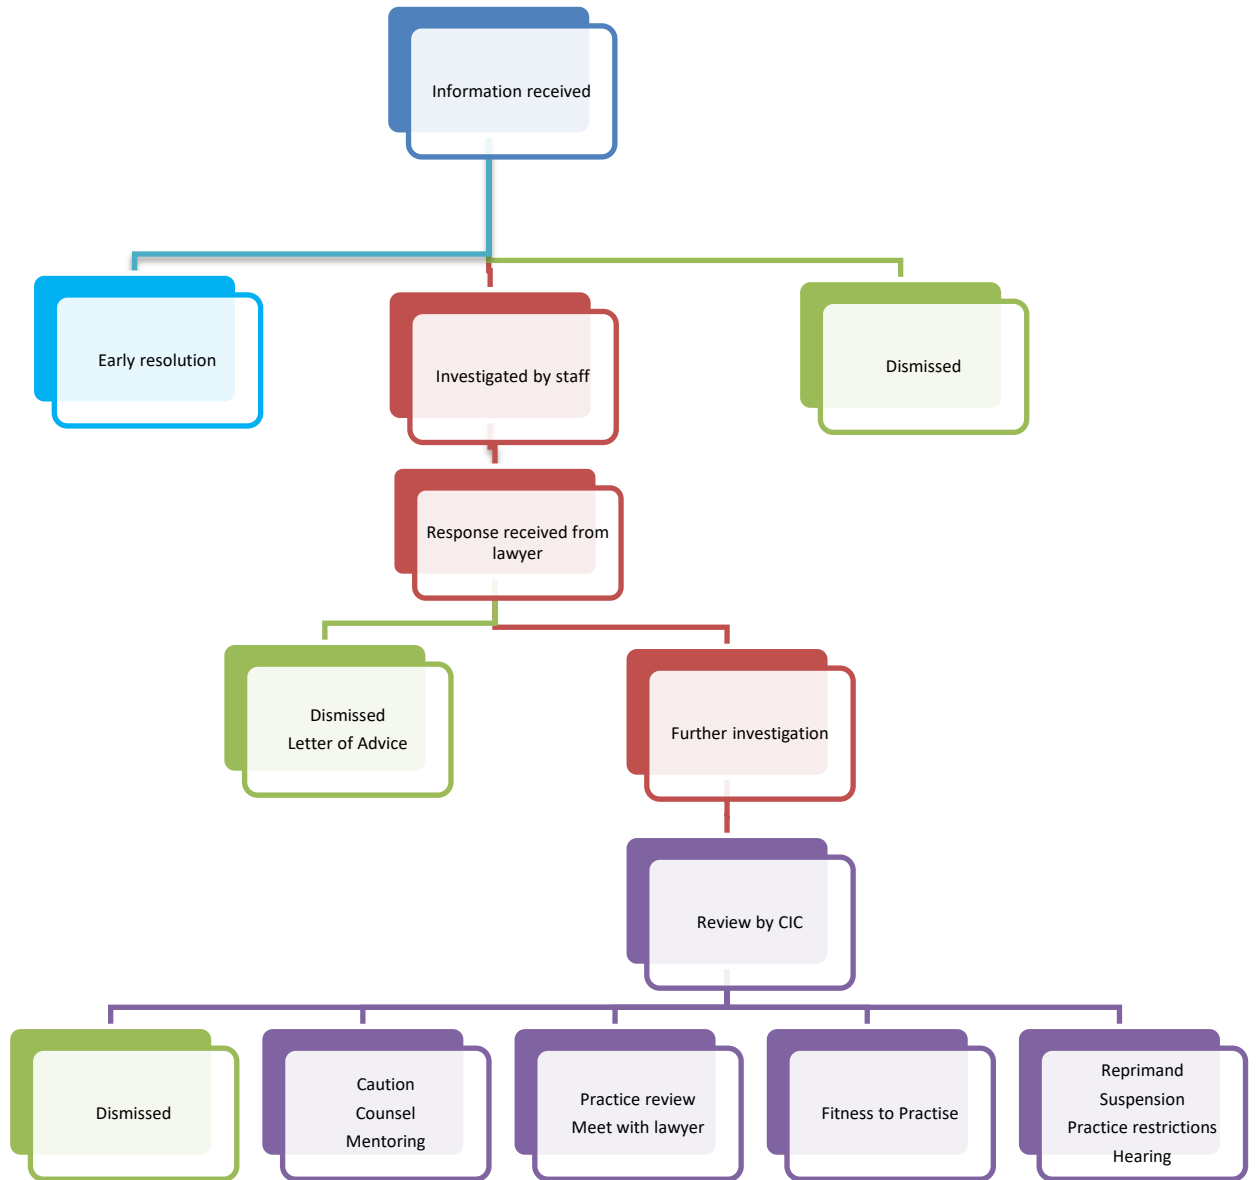 Information received
Early resolution
Investigated by staff
Dismissed
Response received from
lawyer
Dismissed
Letter of Advice
Further investigation
Review by CIC
Dismissed
Caution
Counsel
Mentoring
Practice review
Meet with lawyer
Fitness to Practise
Reprimand
Suspension
Practice restrictions
Hearing